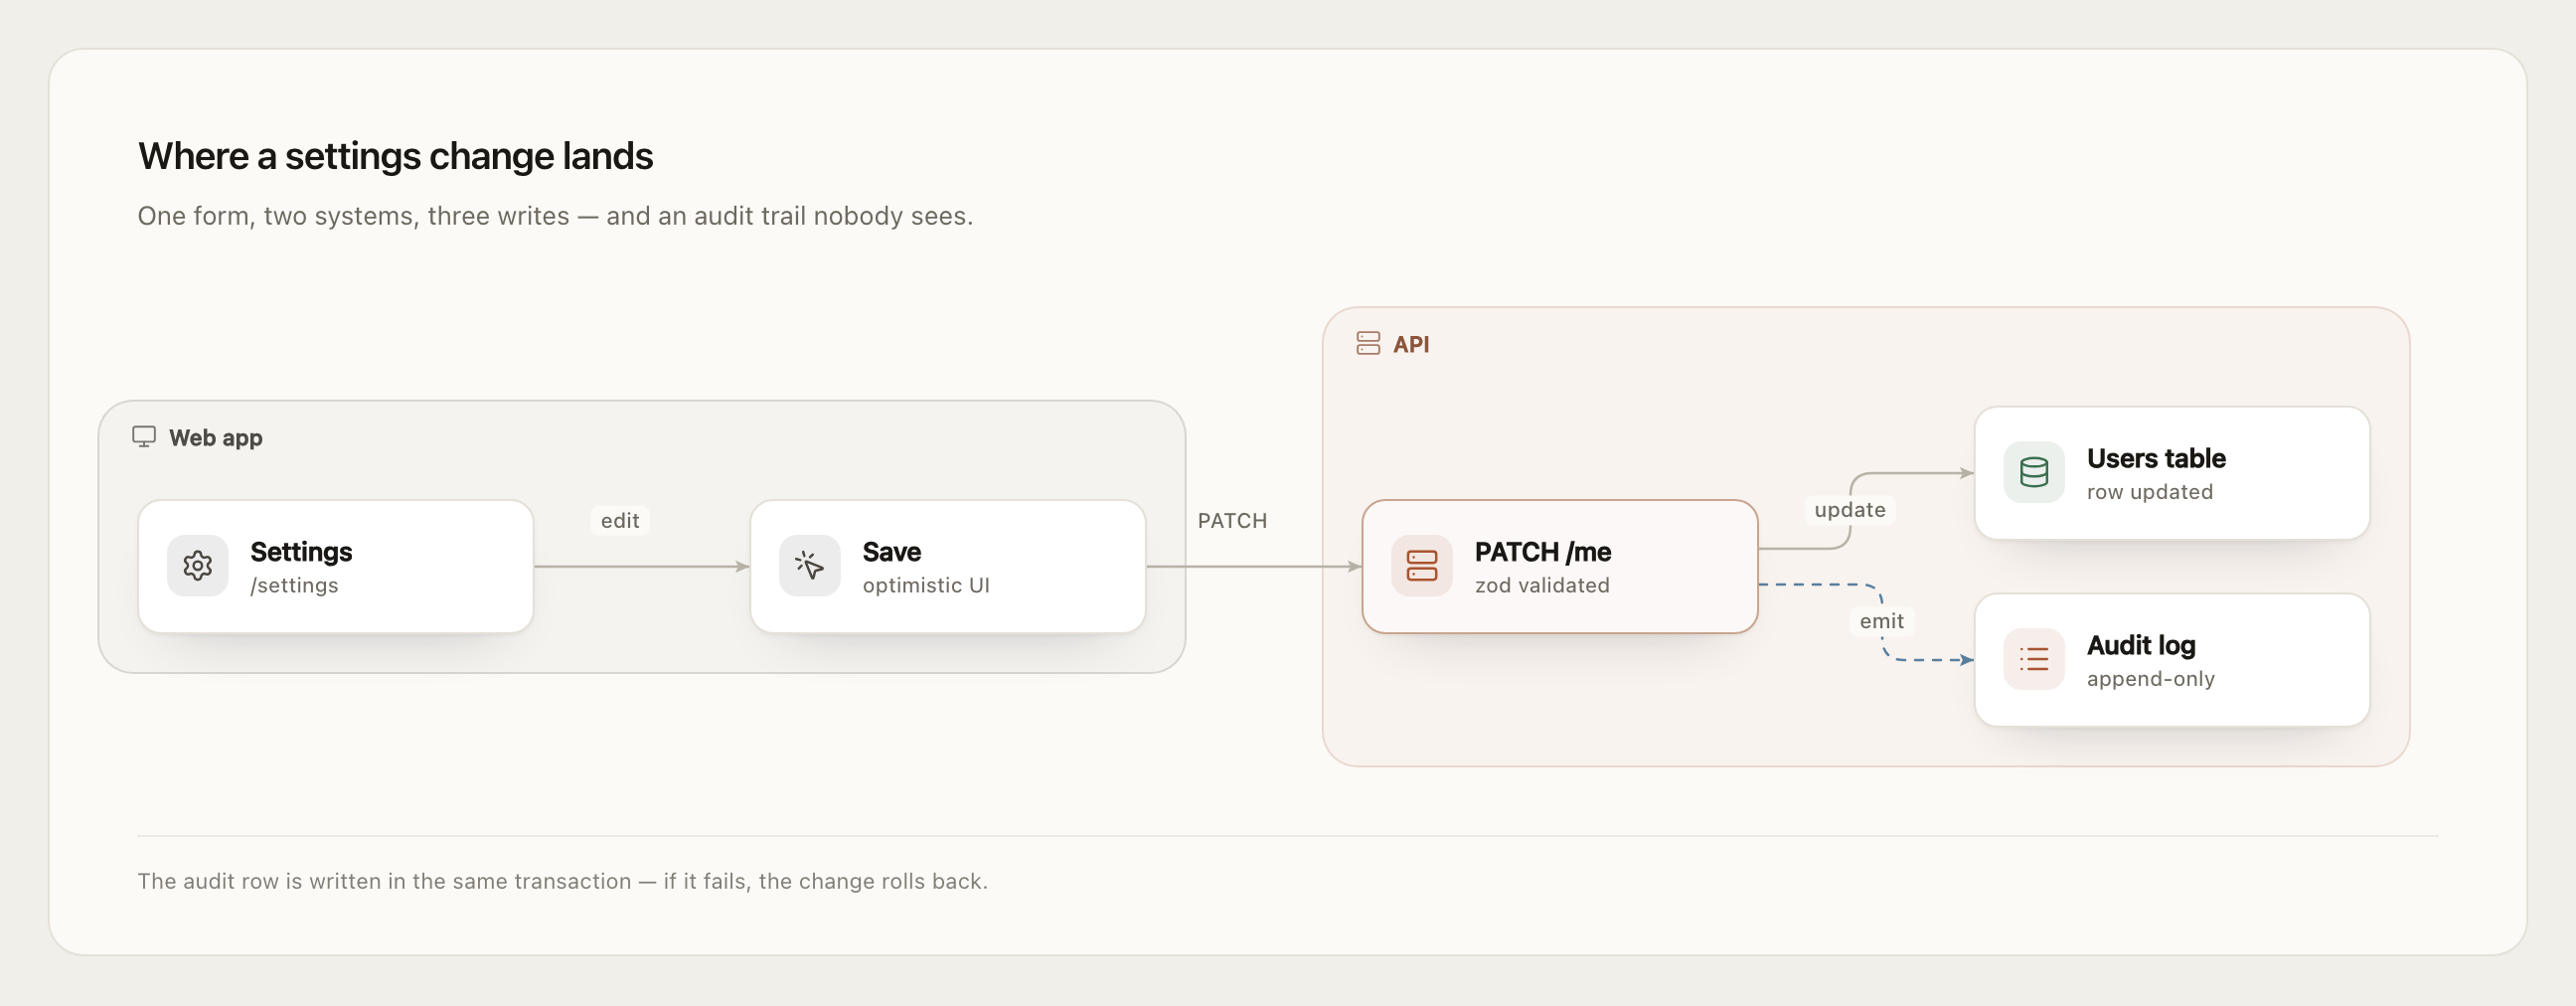 Where a settings change lands
One form, two systems, three writes — and an audit trail nobody sees.
API
Web app
Settings
/settings
edit
Save
optimistic UI
PATCH
PATCH /me
zod validated
update
emit
Users table
row updated
Audit log
append-only
The audit row is written in the same transaction — if it fails, the change rolls back.